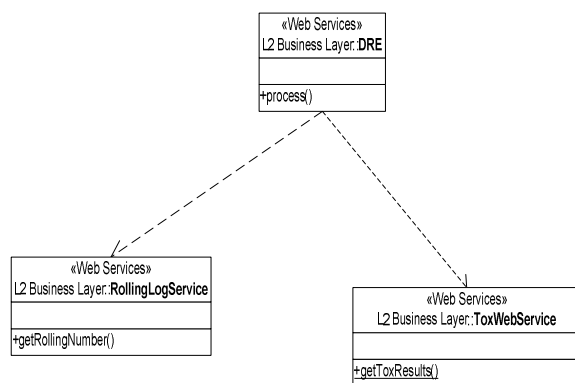 «Web Services»
L2 Business Layer::DRE
+process()
«Web Services»
L2 Business Layer::RollingLogService
+getRollingNumber()
«Web Services»
L2 Business Layer::ToxWebService
+getToxResults()